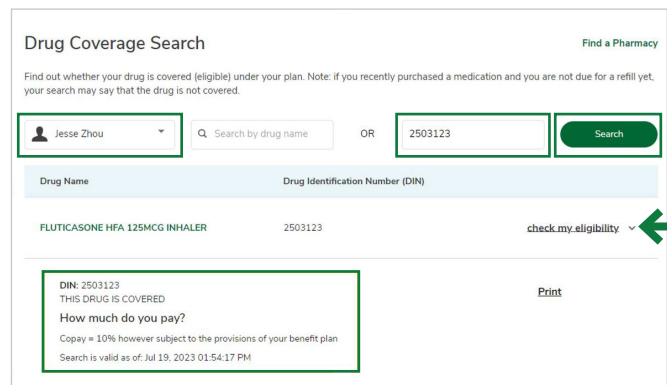 Drug Coverage Search
Find a Pharmacy
Find out whether your drug is covered (eligible) under your plan. Note: if you recently purchased a medication and you are not due for a refill yet,
your search may say that the drug is not covered.
Jesse Zhou
Search by drug name
OR
2503123
Search
Drug Name
Drug Identification Number (DIN)
FLUTICASONE HFA 125MCG INHALER
2503123
check my eligibility
DIN: 2503123
THIS DRUG IS COVERED
Print
How much do you pay?
Copay = 10% however subject to the provisions of your benefit plan
Search is valid as of: Jul 19, 2023 01:54:17 PM